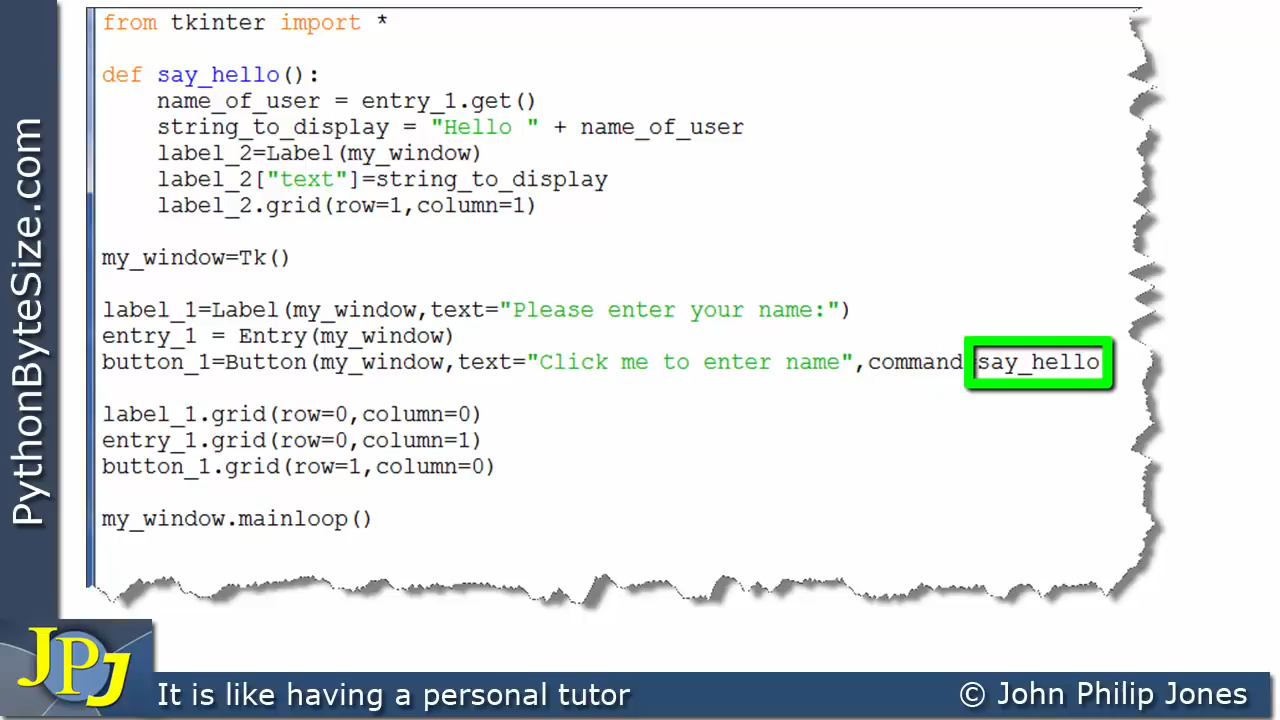 from tkinter import *
def say_hello():
    name_of_user = entry_1.get()
    string_to_display = "Hello " + name_of_user
    label_2=Label(my_window)
    label_2["text"]=string_to_display
    label_2.grid(row=1,column=1)
my_window=Tk()
label_1=Label(my_window,text="Please enter your name:")
entry_1 = Entry(my_window)
button_1=Button(my_window,text="Click me to enter name",command say_hello
label_1.grid(row=0,column=0)
entry_1.grid(row=0,column=1)
button_1.grid(row=1,column=0)
my_window.mainloop()
PythonByteSize.com
JPJ
It is like having a personal tutor
© John Philip Jones